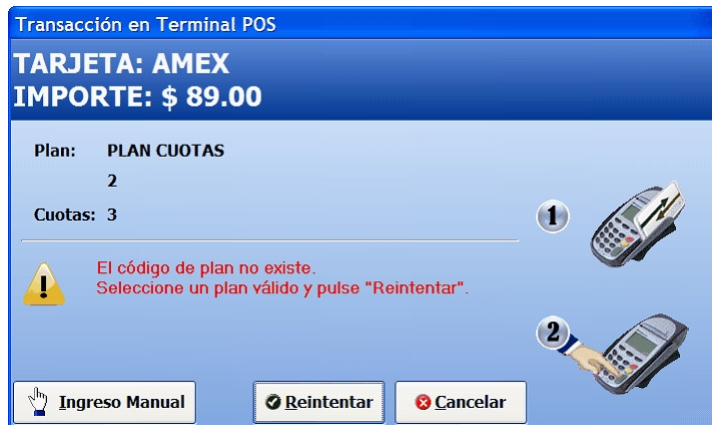 Transacción en Terminal POS
TARJETA: AMEX
IMPORTE: $ 89.00
Plan: PLAN CUOTAS
2
Cuotas: 3
1
El código de plan no existe.
Seleccione un plan válido y pulse "Reintentar".
2
Ingreso Manual
Reintentar
Cancelar